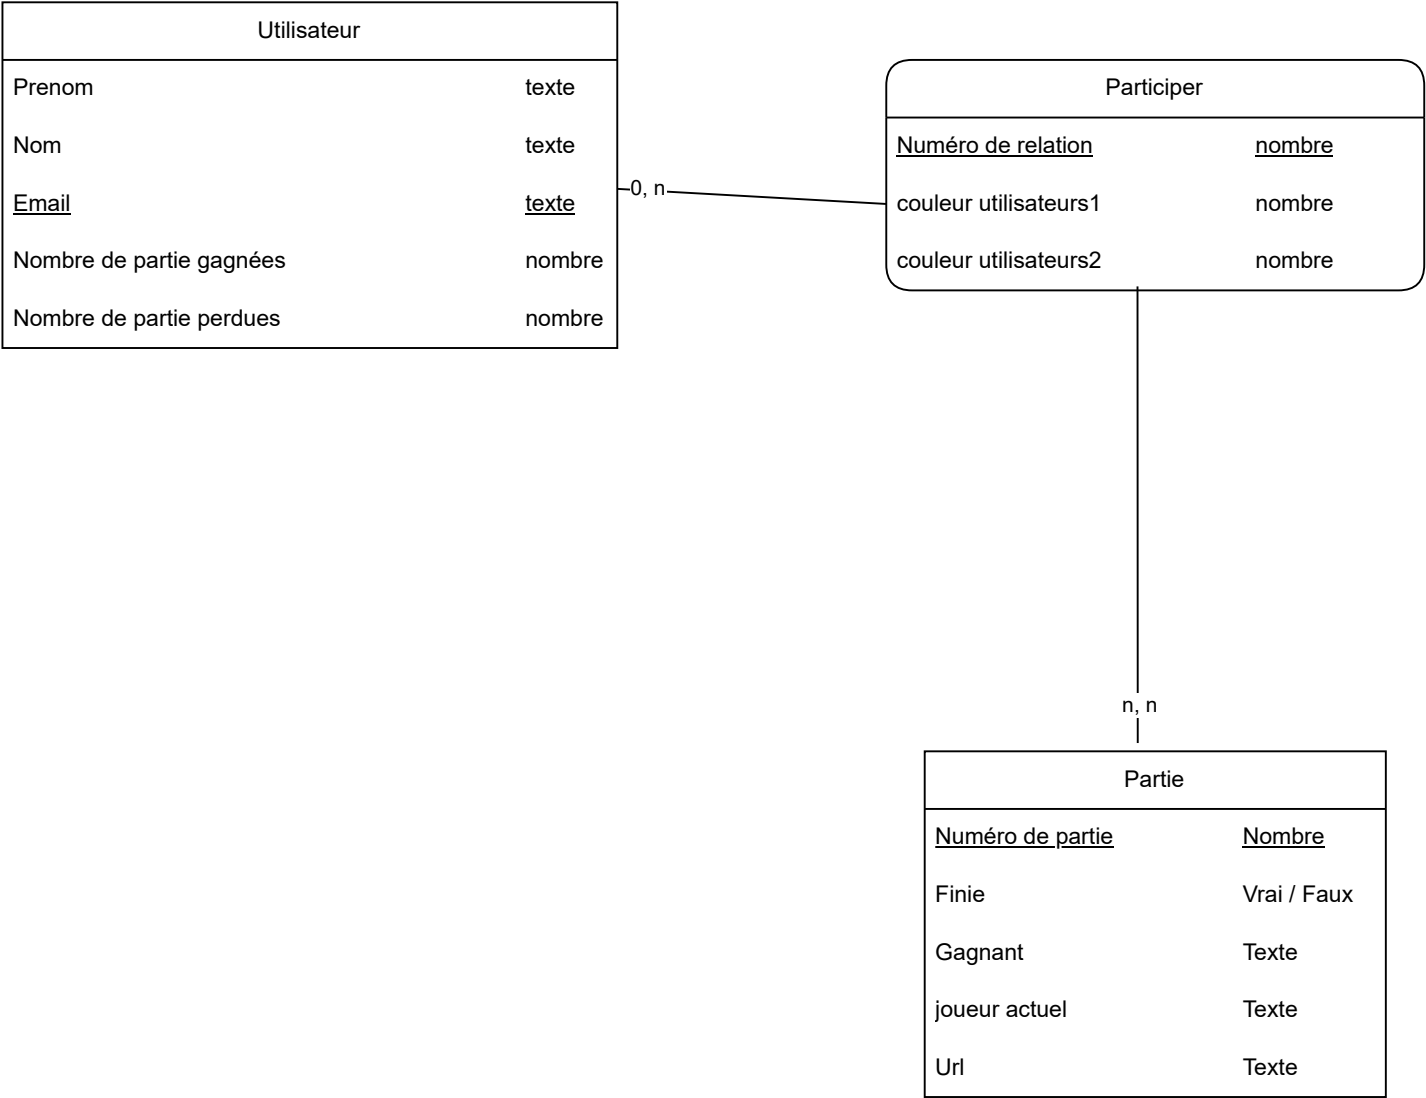 Utilisateur
Prenom texte
Nom texte
Email texte
Nombre de partie gagnées nombre
Nombre de partie perdues nombre
0, n
Participer
Numéro de relation nombre
couleur utilisateurs1 nombre
couleur utilisateurs2 nombre
n, n
Partie
Numéro de partie Nombre
Finie Vrai / Faux
Gagnant Texte
joueur actuel Texte
Url Texte